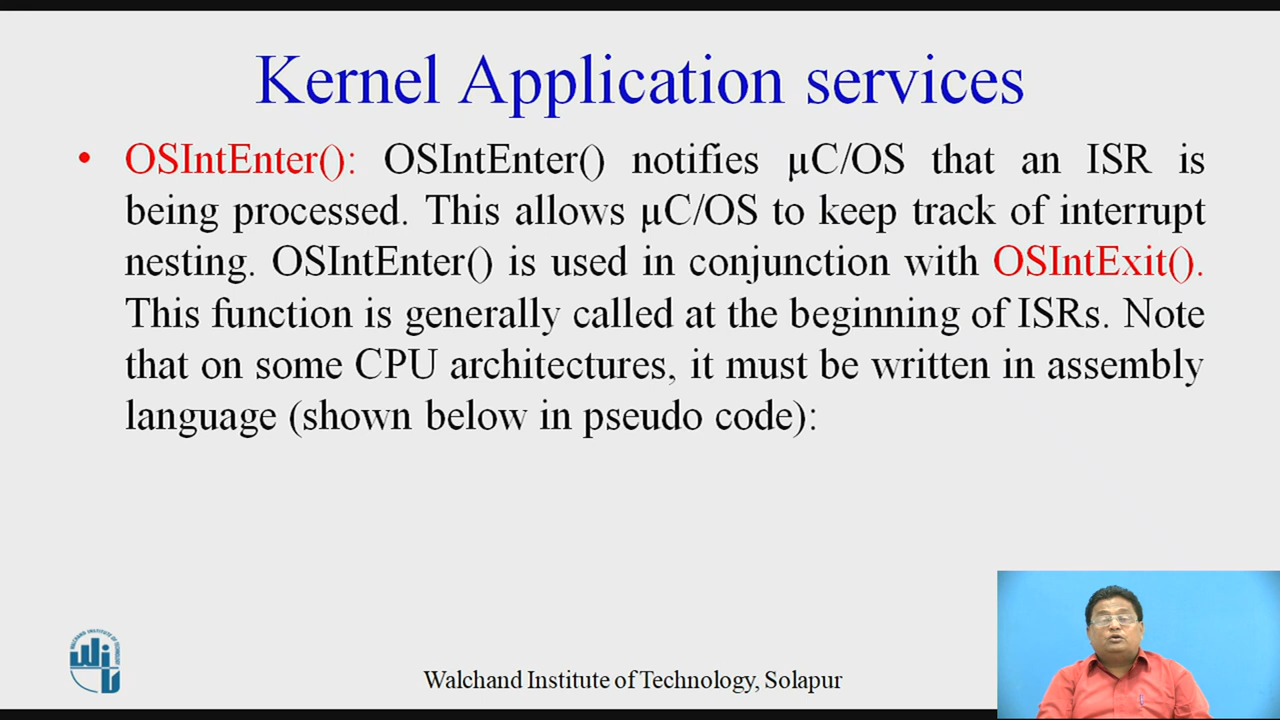 Kernel Application services
• OSIntEnter(): OSIntEnter() notifies µC/OS that an ISR is
being processed. This allows µC/OS to keep track of interrupt
nesting. OSIntEnter() is used in conjunction with OSIntExit().
This function is generally called at the beginning of ISRs. Note
that on some CPU architectures, it must be written in assembly
language (shown below in pseudo code):
Walchand Institute of Technology, Solapur